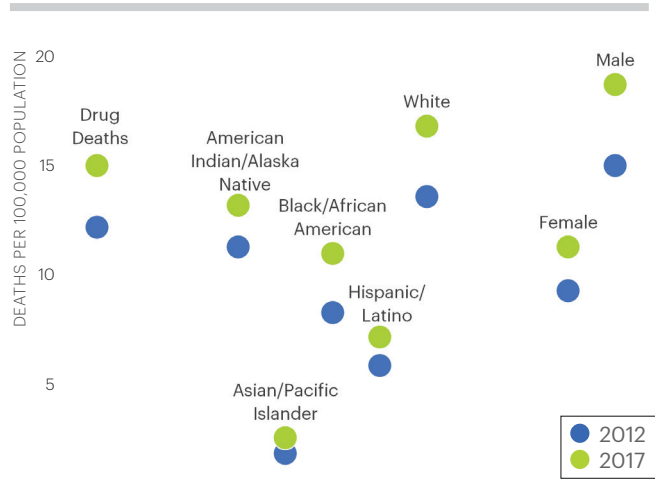 DEATHS PER 100,000 POPULATION
20
15
10
5
Drug
Deaths
American
Indian/Alaska
Native
Asian/Pacific
Islander
Black/African
American
Hispanic/
Latino
White
Female
Male
2012
2017